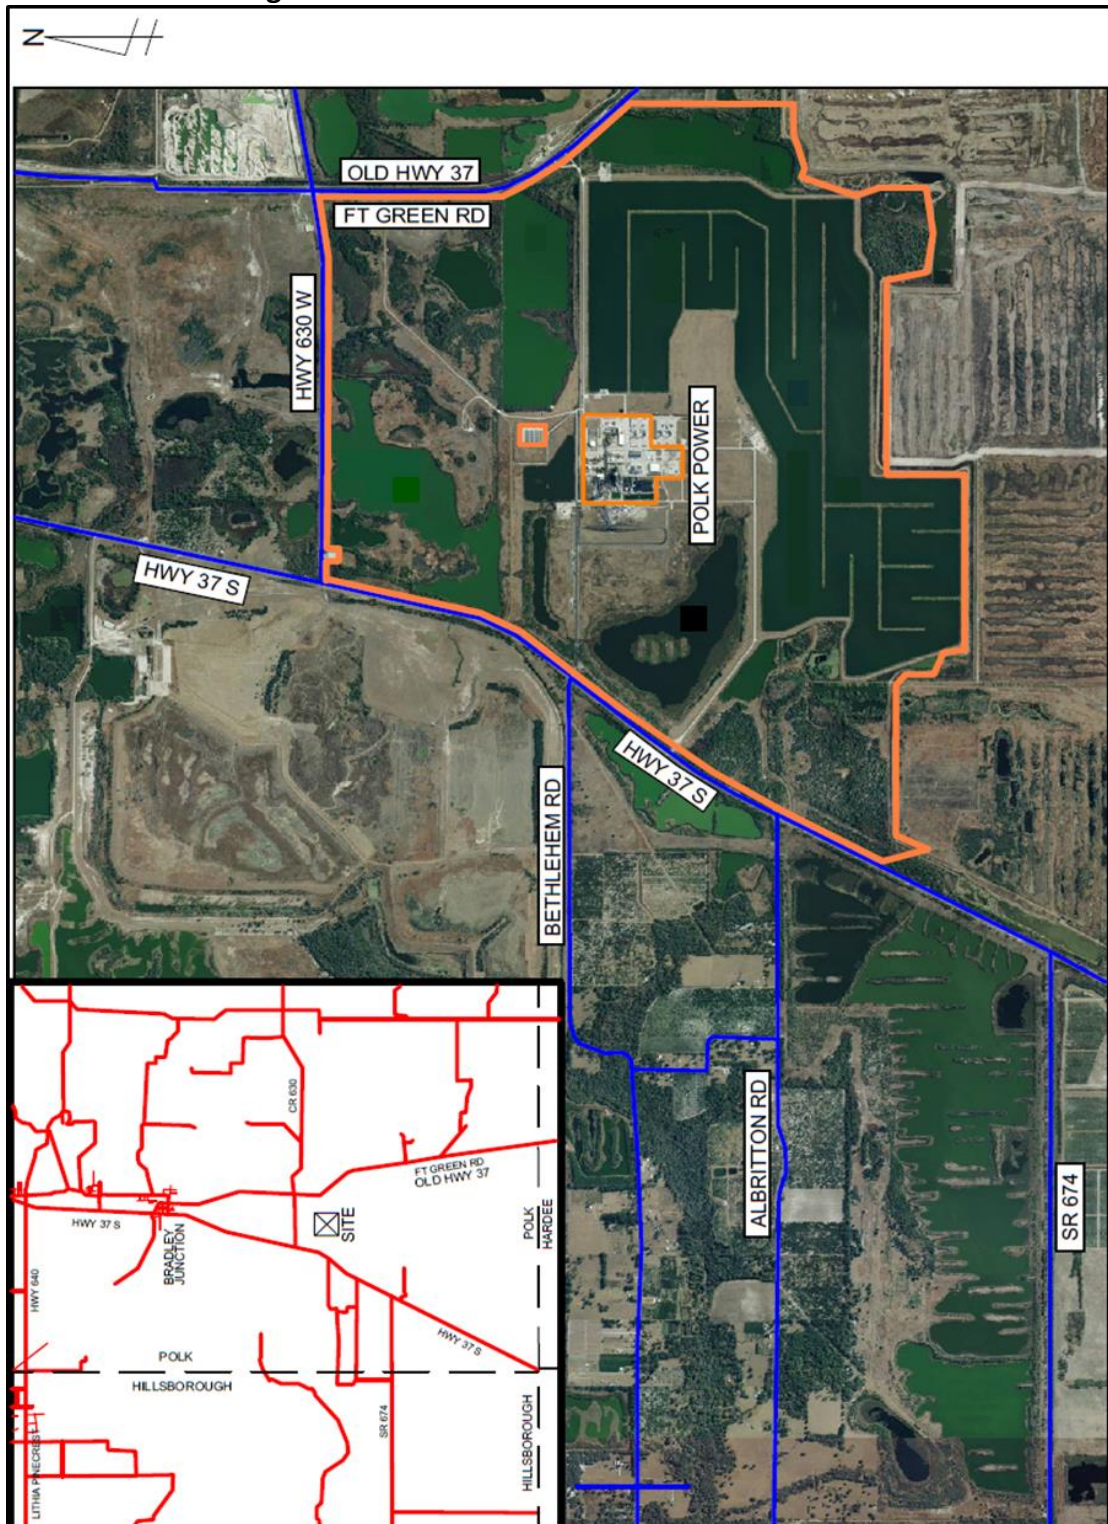 N
OLD HWY 37
FT GREEN RD
HWY 630 W
HWY 37 S
POLK POWER
HWY 37 S
BETHLEHEM RD
ALBRITTON RD
SR 674
CR 630
FT GREEN RD
OLD HWY 37
HWY 37 S
BRADLEY
JUNCTION
SITE
POLK
HARDEE
HWY 640
HWY 37 S
POLK
HILLSBOROUGH
SR 674
HILLSBOROUGH
LITHIA PINECREST